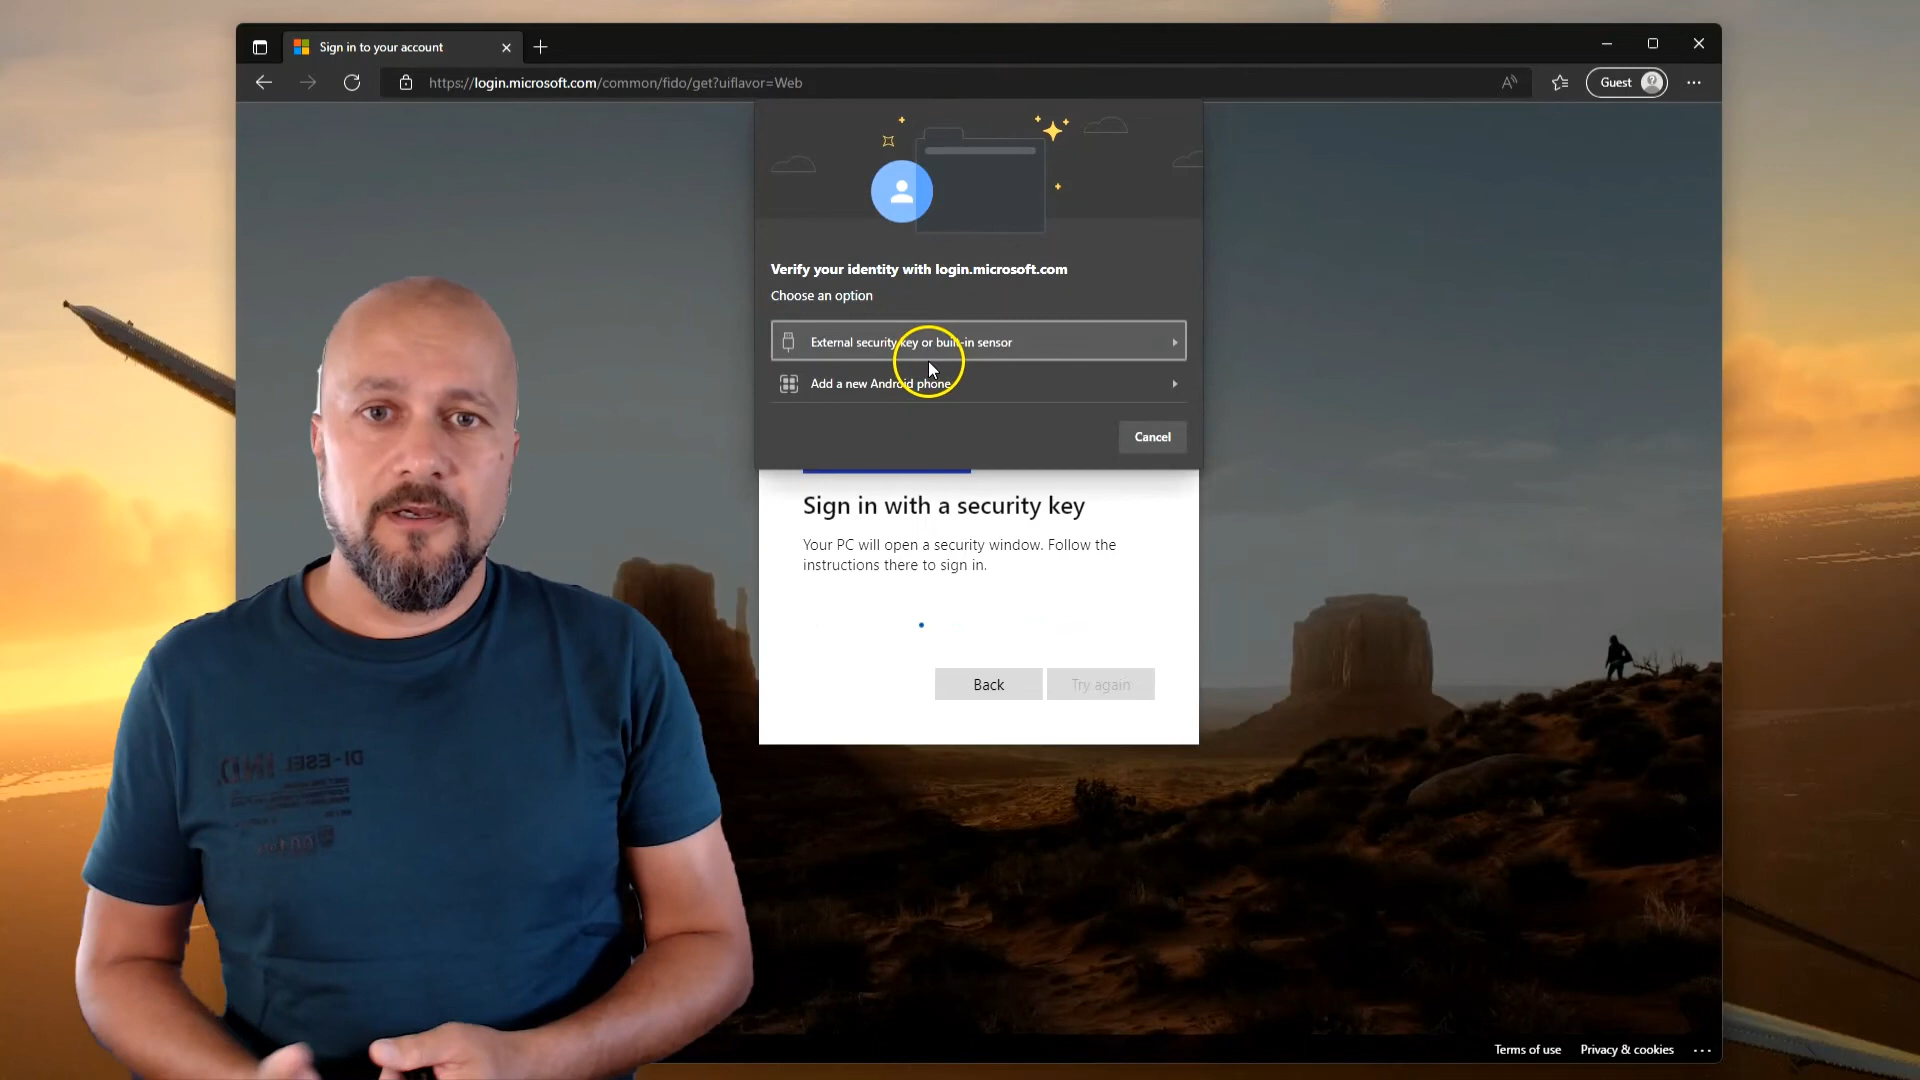 Sign in to your account
https://login.microsoft.com/common/fido/get?uiflavor=Web
Guest
Verify your identity with login.microsoft.com
Choose an option
External security key or built-in sensor
Add a new Android phone
Cancel
Sign in with a security key
Your PC will open a security window. Follow the
instructions there to sign in.
Back
Try again
DI-ESEL IND.
Terms of use
Privacy & cookies